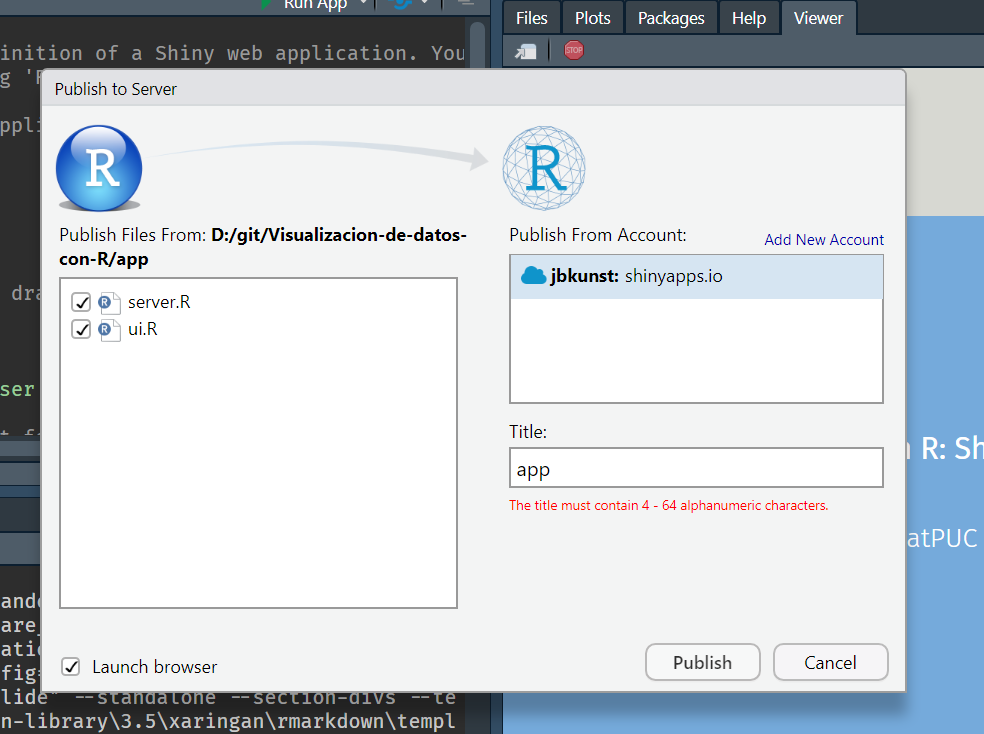 Run App
Files Plots Packages Help Viewer
inition of a Shiny web application. You
g
STOP
Publish to Server
R
R
Publish Files From: D:/git/Visualizacion-de-datos-
con-R/app
server.R
ui.R
Publish From Account:
Add New Account
jbkunst: shinyapps.io
Title:
app
The title must contain 4 - 64 alphanumeric characters.
Launch browser
Publish
Cancel
ppli
dra
ser
R: Sh
atPUC
ande
are_
atio
fig=
lide" --standalone --section-divs --te
n-library\3.5\xaringan\rmarkdown\templ